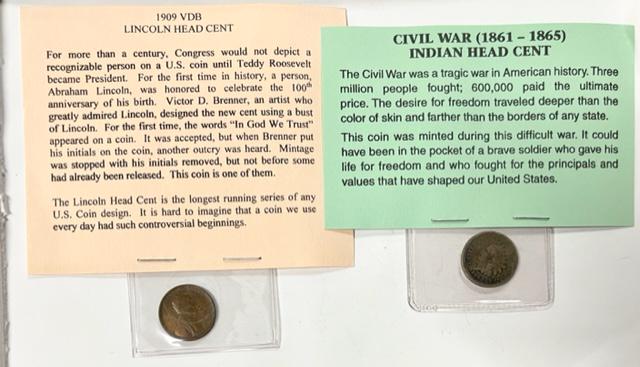 1909 VDB
LINCOLN HEAD CENT
For more than a century, Congress would not depict a
recognizable person on a U.S. coin until Teddy Roosevelt
became President. For the first time in history, a person,
Abraham Lincoln, was honored to celebrate the 100th
anniversary of his birth. Victor D. Brenner, an artist who
greatly admired Lincoln, designed the new cent using a bust
of Lincoln. For the first time, the words "In God We Trust"
appeared on a coin. It was accepted, but when Brenner put
his initials on the coin, another outcry was heard. Mintage
was stopped with his initials removed, but not before some
had already been released. This coin is one of them.
The Lincoln Head Cent is the longest running series of any
U.S. Coin design. It is hard to imagine that a coin we use
every day had such controversial beginnings.
CIVIL WAR (1861 – 1865)
INDIAN HEAD CENT
The Civil War was a tragic war in American history. Three
million people fought; 600,000 paid the ultimate
price. The desire for freedom traveled deeper than the
color of skin and farther than the borders of any state.
This coin was minted during this difficult war. It could
have been in the pocket of a brave soldier who gave his
life for freedom and who fought for the principals and
values that have shaped our United States.